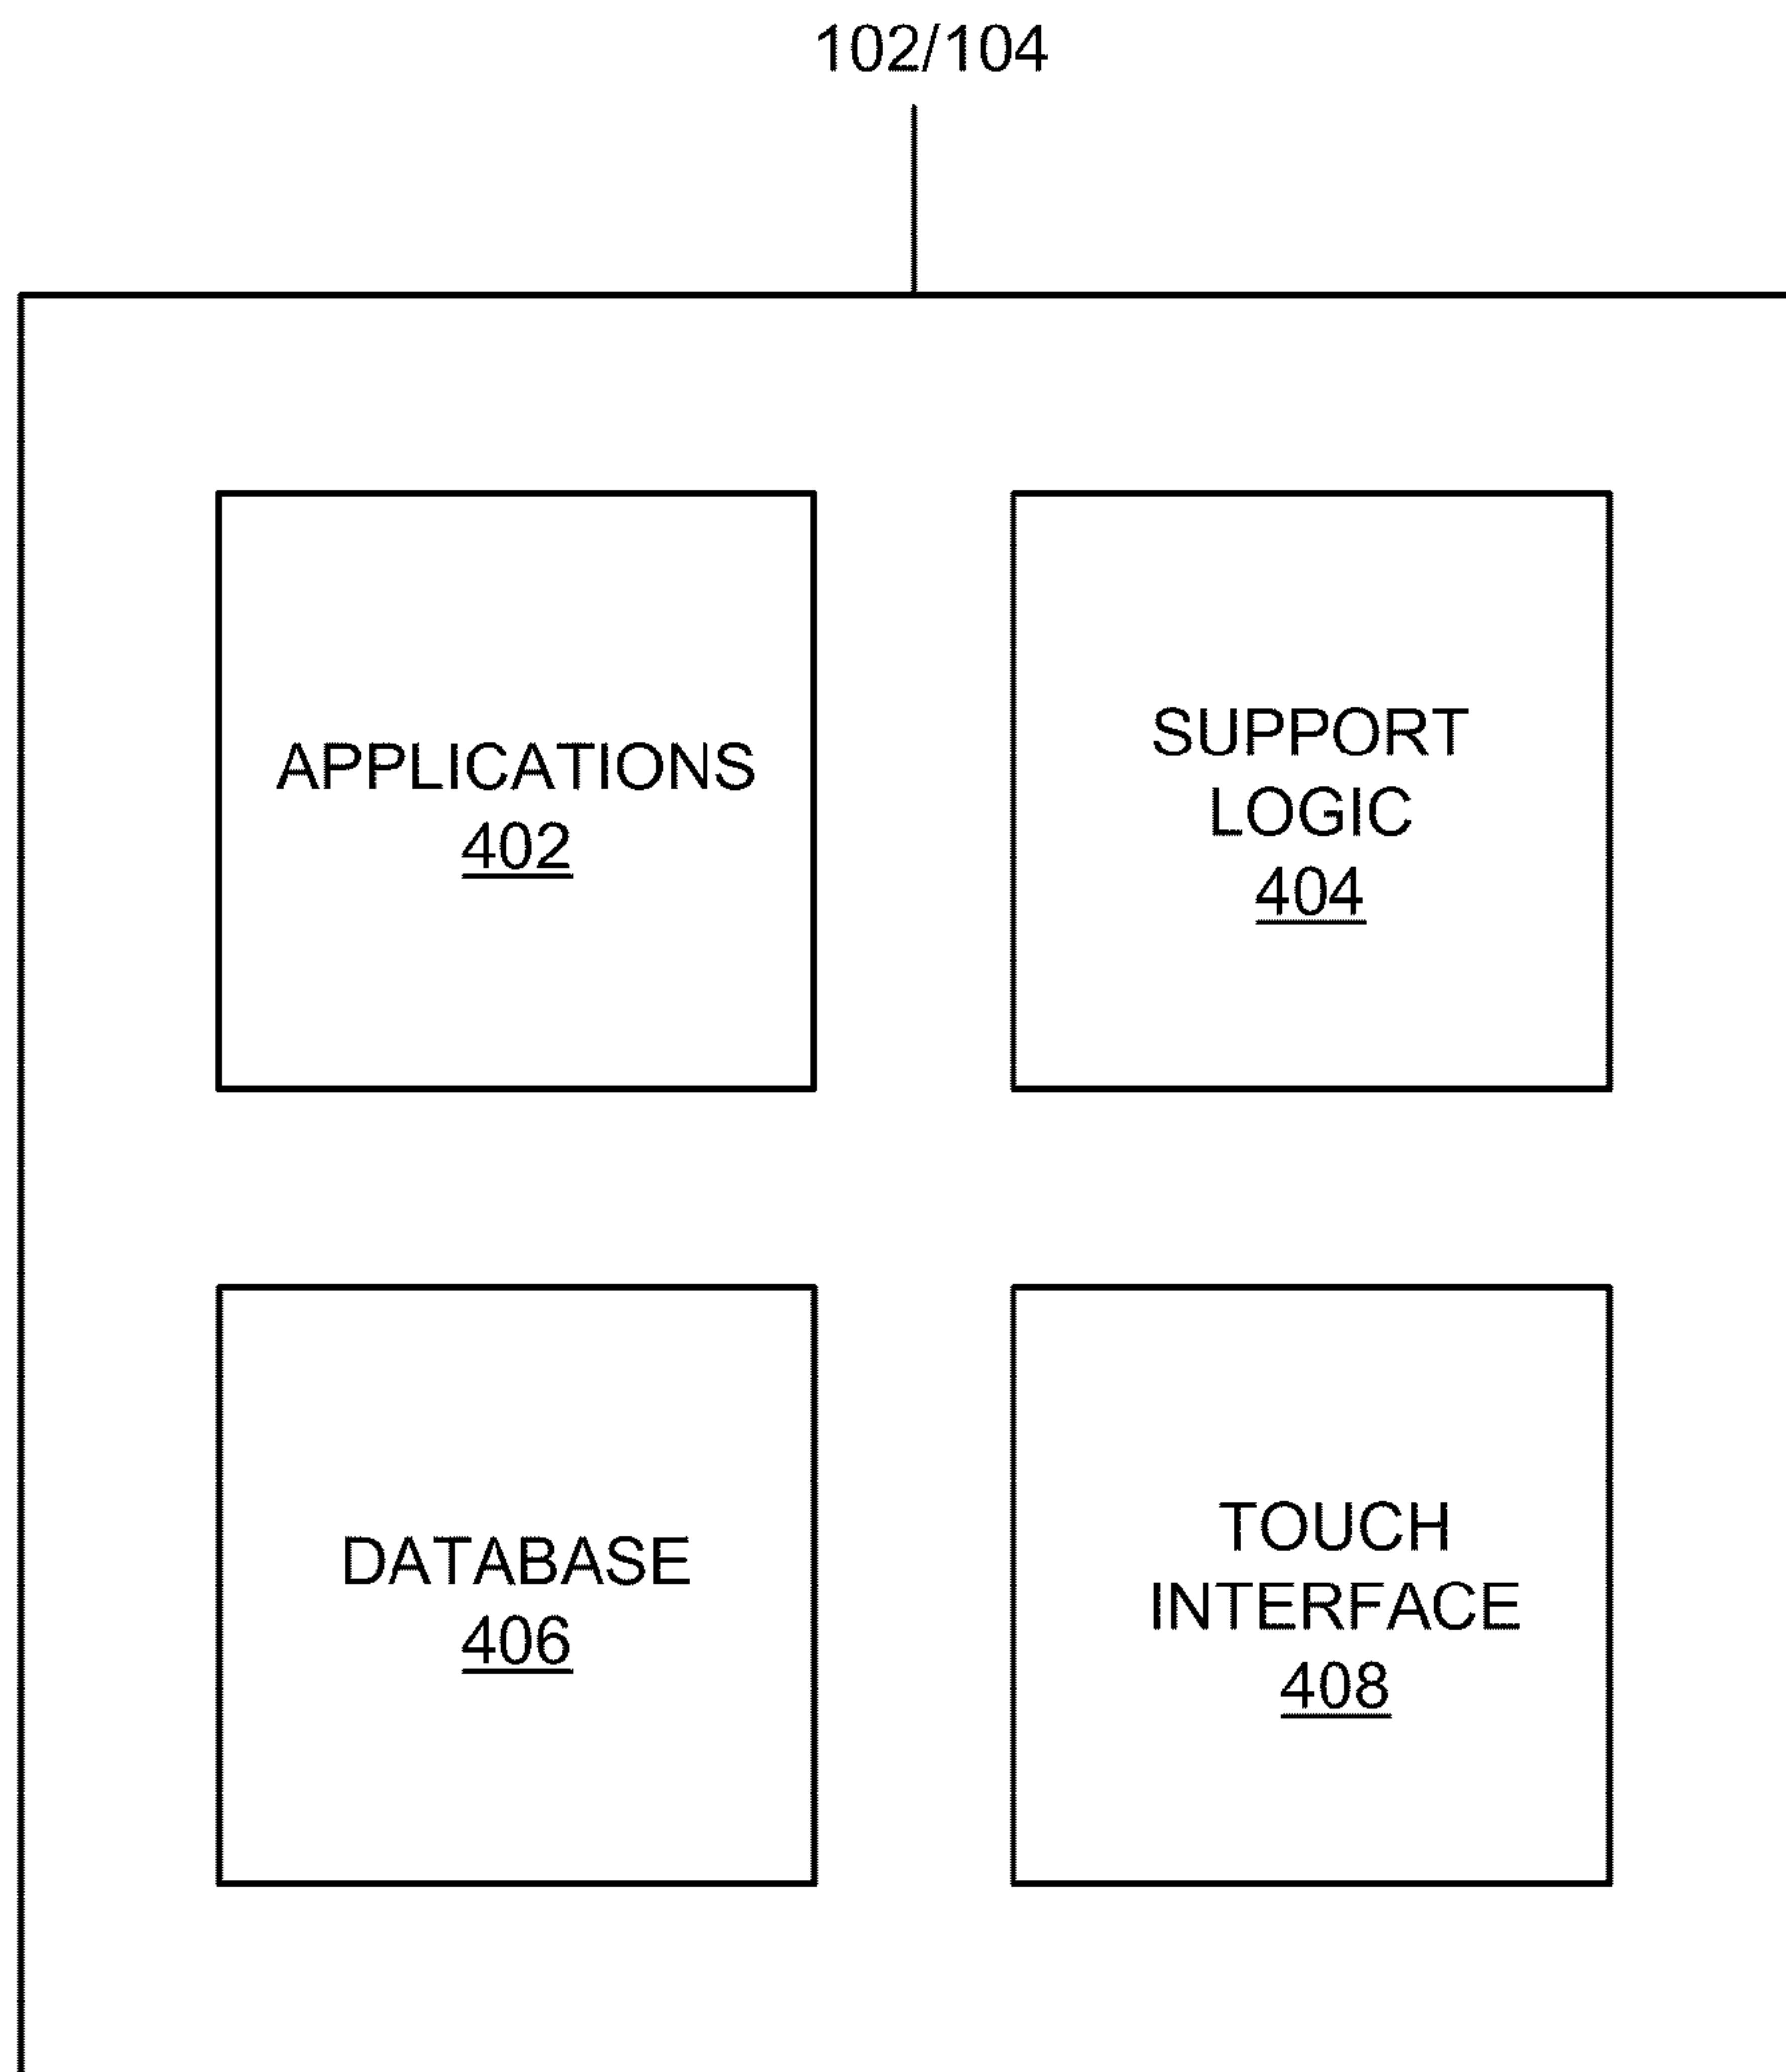 102/104
APPLICATIONS
402
SUPPORT
LOGIC
404
DATABASE
406
TOUCH
INTERFACE
408